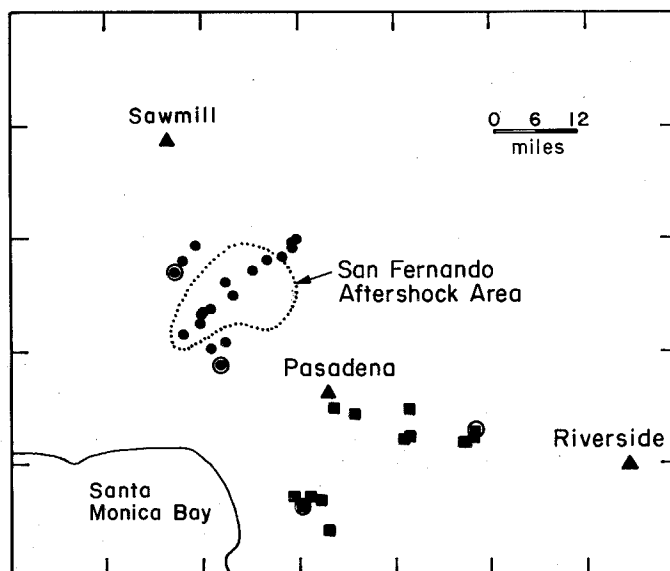 Sawmill
0 6 12
miles
San Fernando
Aftershock Area
Pasadena
Riverside
Santa
Monica Bay